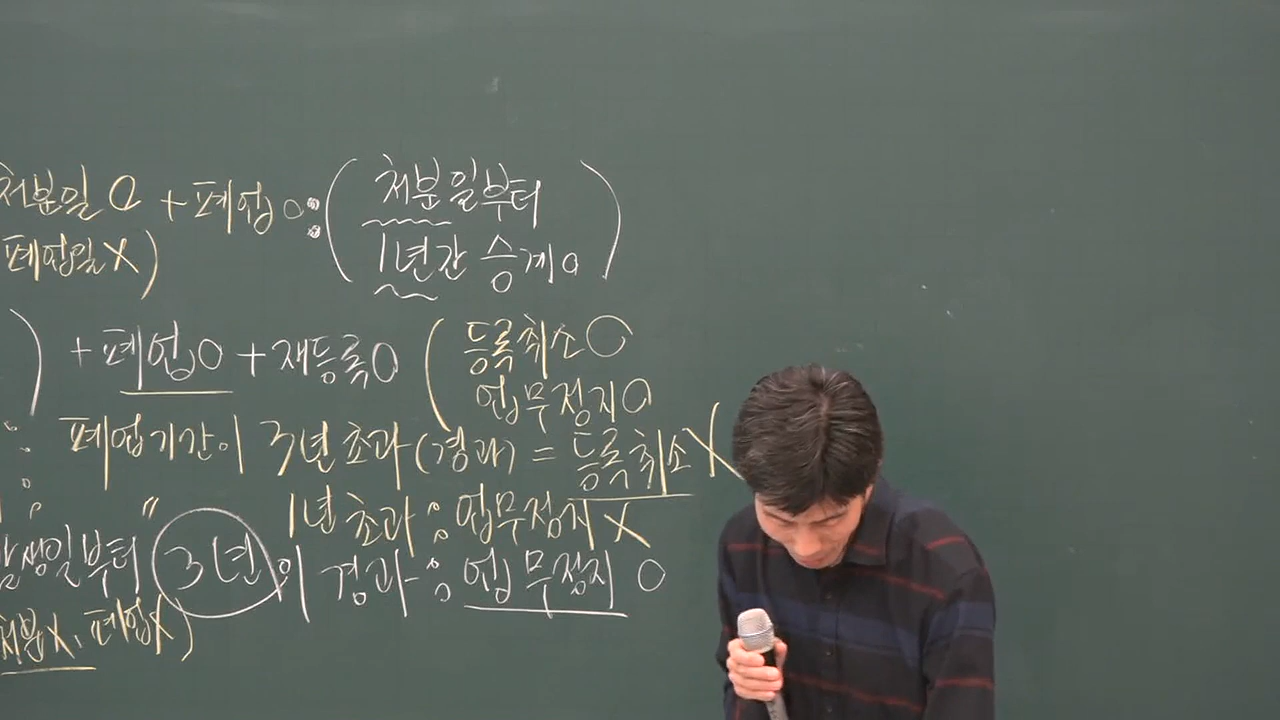 처분일 O + 폐업 O : (처분일부터
폐업일 X) 1년간 승계 O)
) + 폐업 O + 재등록 O (등록취소 O
업무정지 O
: 폐업기간이 3년 초과(경과) = 등록취소 X
" 1년 초과 : 업무정지 X
생일부터 3년이 경과 : 업무정지 O
처분 X, 폐업 X)